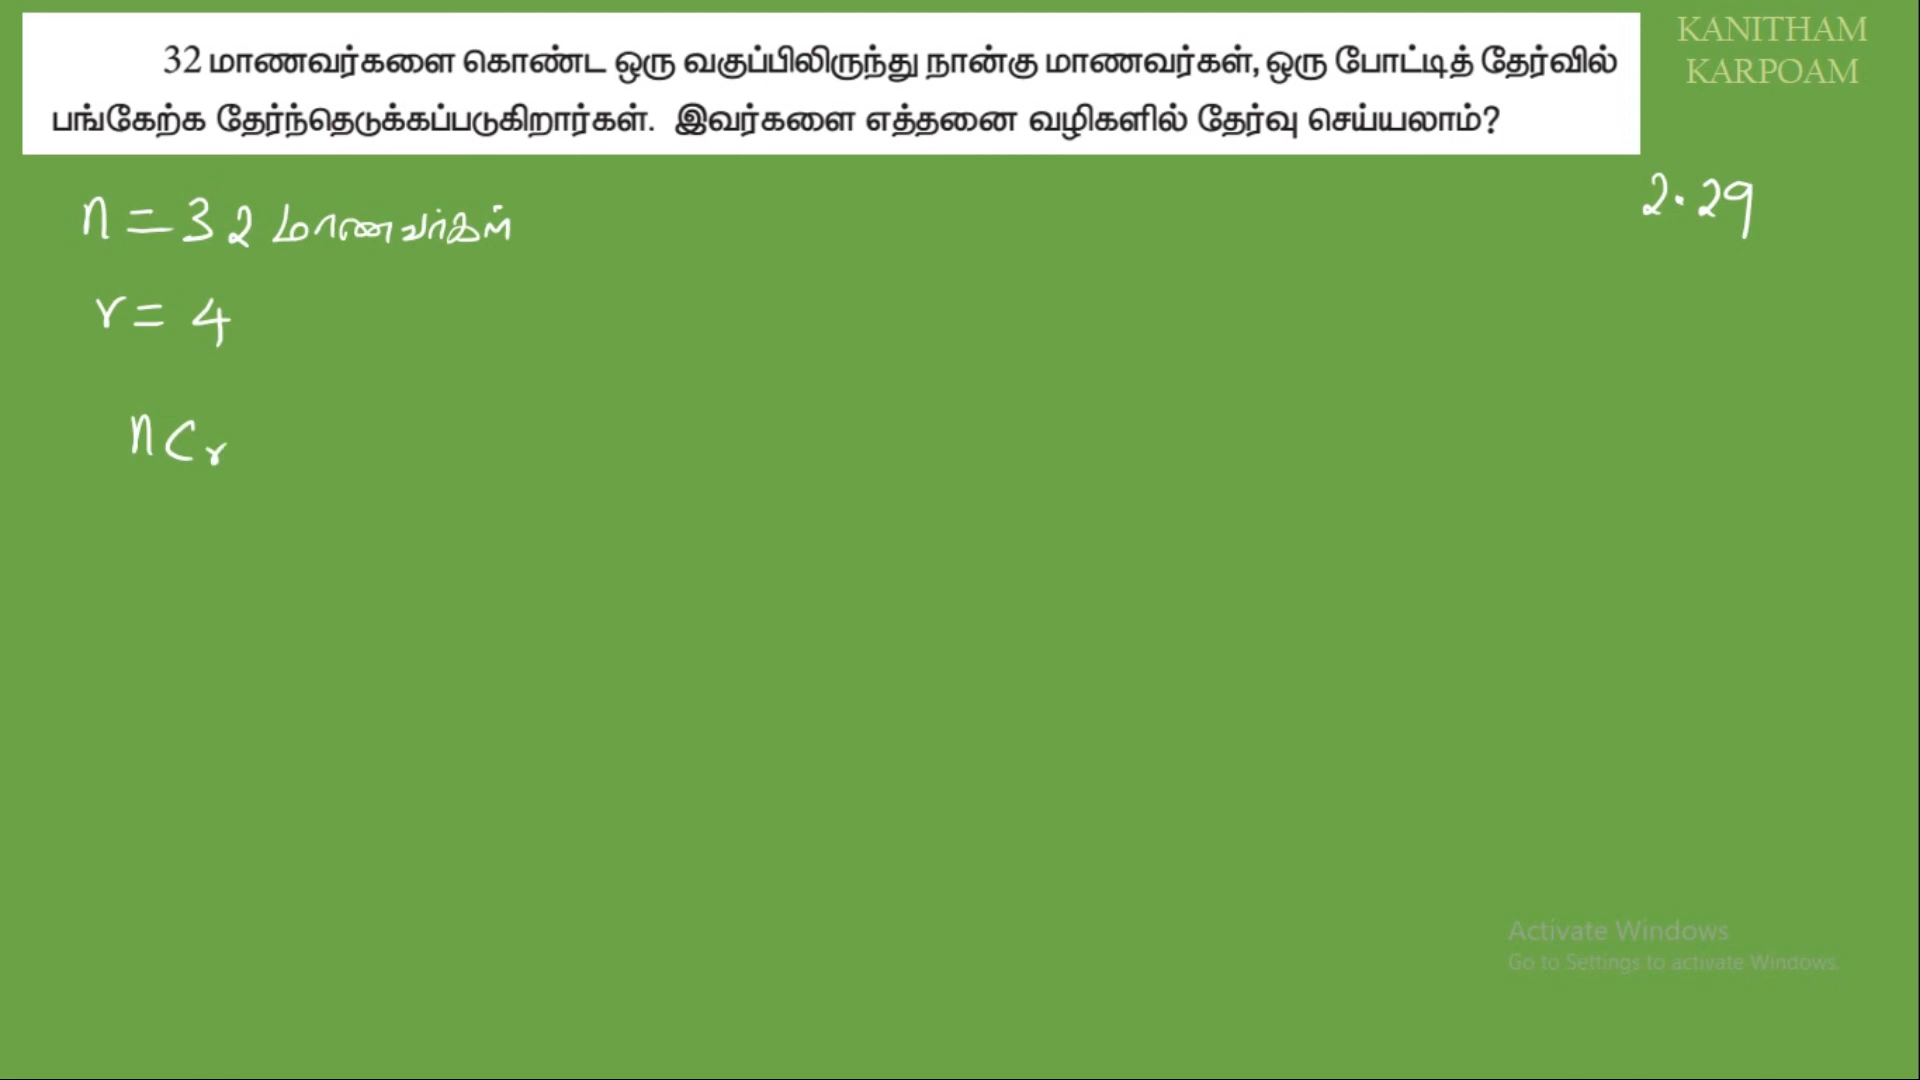 32 மாணவர்களை கொண்ட ஒரு வகுப்பிலிருந்து நான்கு மாணவர்கள், ஒரு போட்டித் தேர்வில்
பங்கேற்க தேர்ந்தெடுக்கப்படுகிறார்கள். இவர்களை எத்தனை வழிகளில் தேர்வு செய்யலாம்?
KANITHAM
KARPOAM
2.29
n = 32 மாணவர்கள்
r = 4
nCr
Activate Windows
Go to Settings to activate Windows.